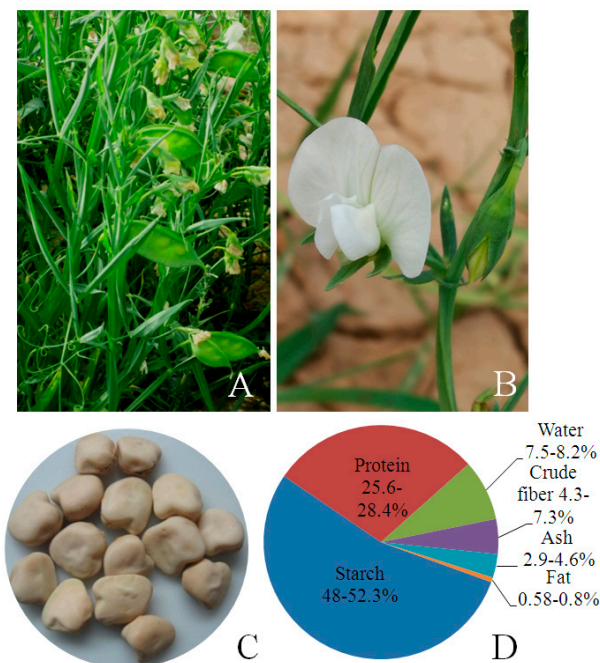 A
B
C
Protein
25.6-
28.4%
Starch
48-52.3%
Water
7.5-8.2%
Crude
fiber 4.3-
7.3%
Ash
2.9-4.6%
Fat
0.58-0.8%
D